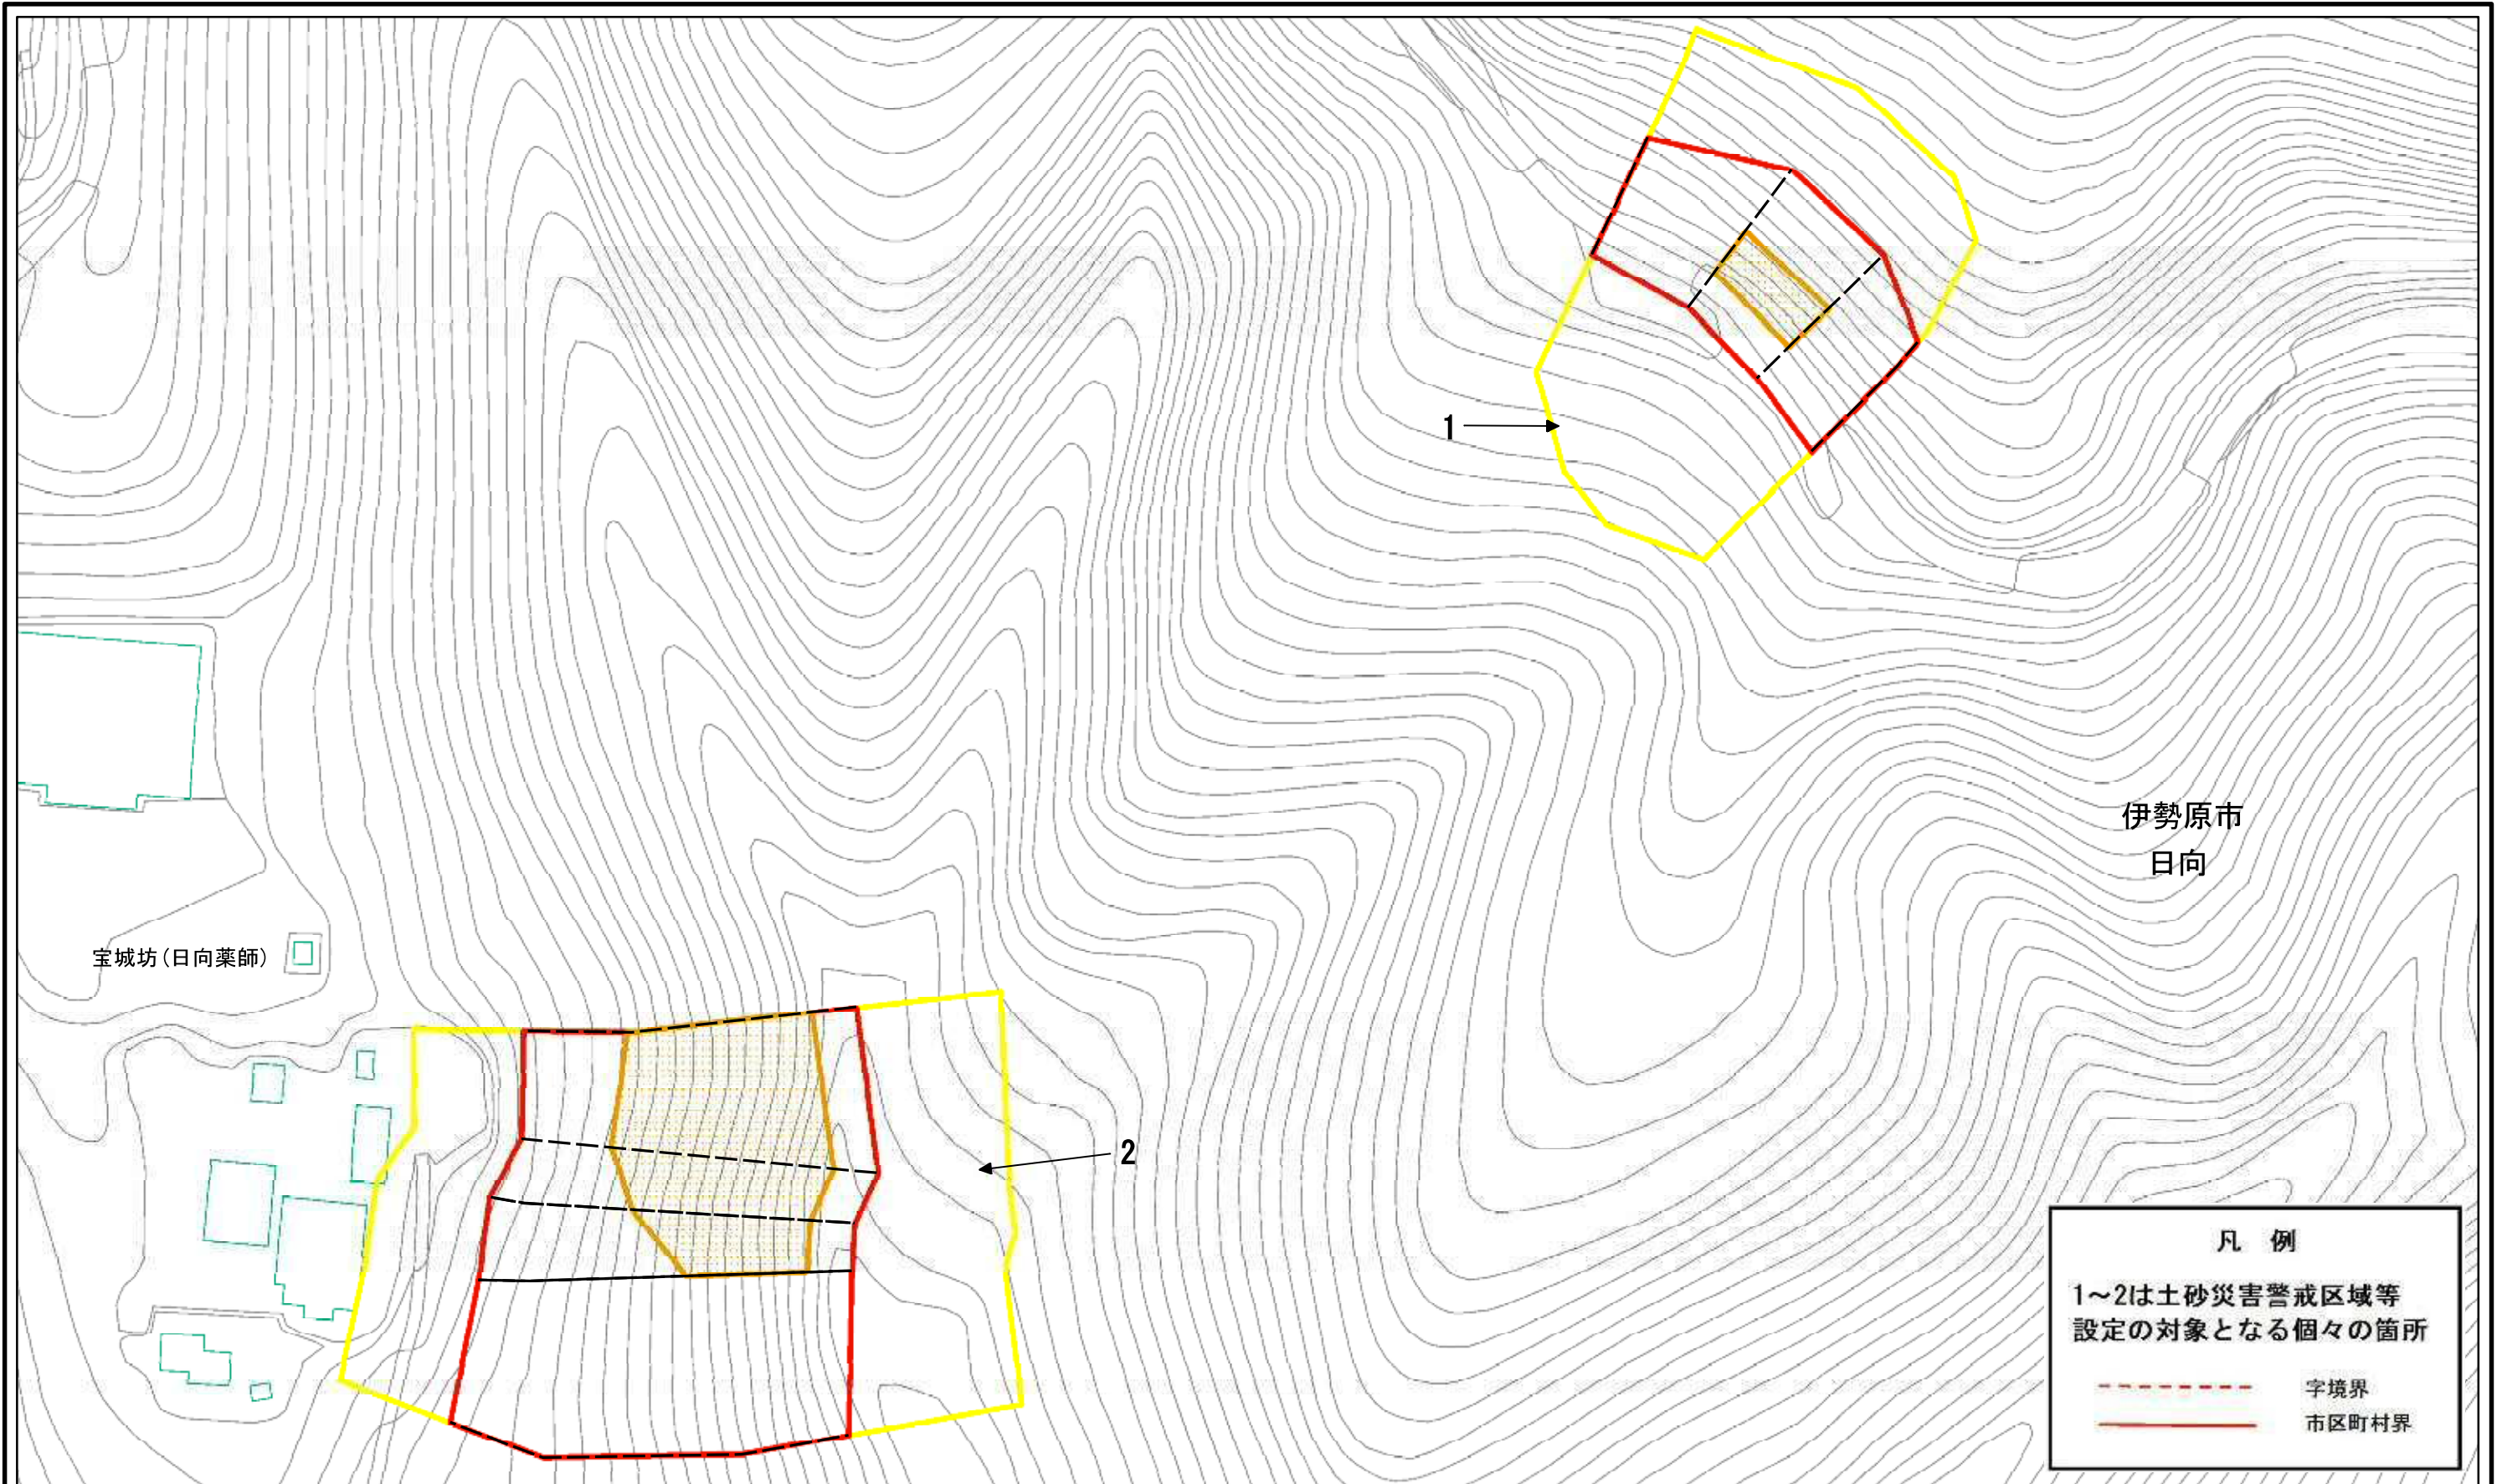 1
伊勢原市
日向
宝城坊(日向薬師)
2
凡 例
1~2は土砂災害警戒区域等
設定の対象となる個々の箇所
字境界
市区町村界